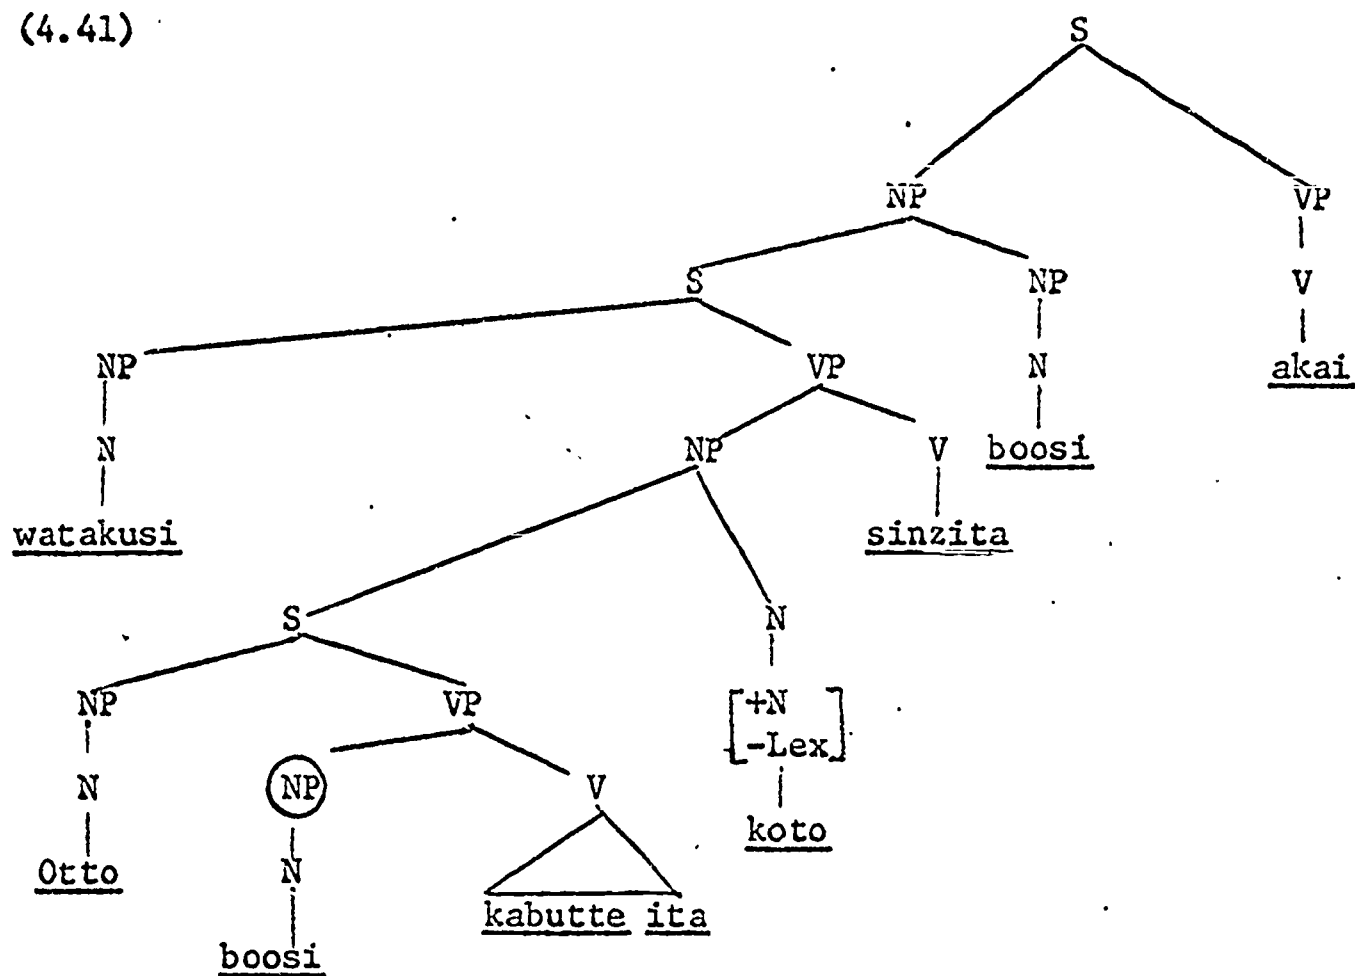 (4.41)
S
NP VP
S NP V
NP VP N akai
N NP V boosi
watakusi sinzita
S N
NP VP [+N
-Lex]
N NP V koto
Otto N kabutte ita
boosi